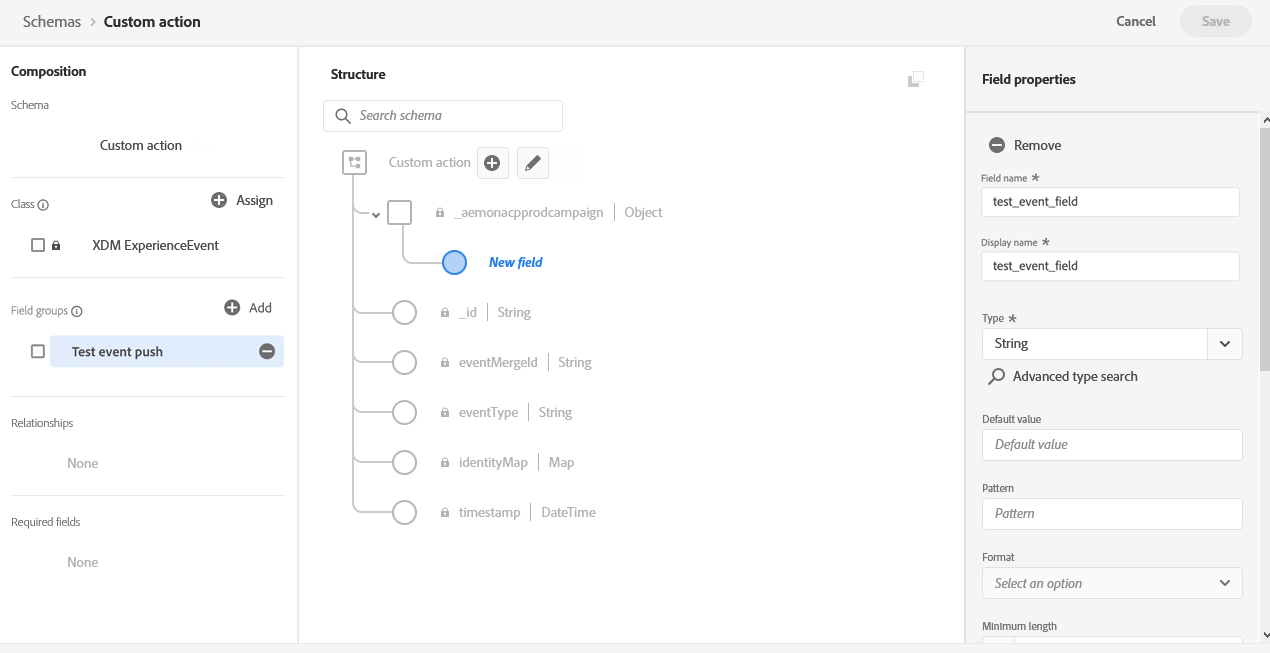 Schemas > Custom action
Cancel
Save
Composition
Schema
Custom action
Class
Assign
XDM ExperienceEvent
Field groups
Add
Test event push
Relationships
None
Required fields
None
Structure
Search schema
Custom action
_aemonacpprodcampaign | Object
New field
_id | String
eventMergeId | String
eventType | String
identityMap | Map
timestamp | DateTime
Field properties
Remove
Field name *
test_event_field
Display name *
test_event_field
Type *
String
Advanced type search
Default value
Default value
Pattern
Pattern
Format
Select an option
Minimum length